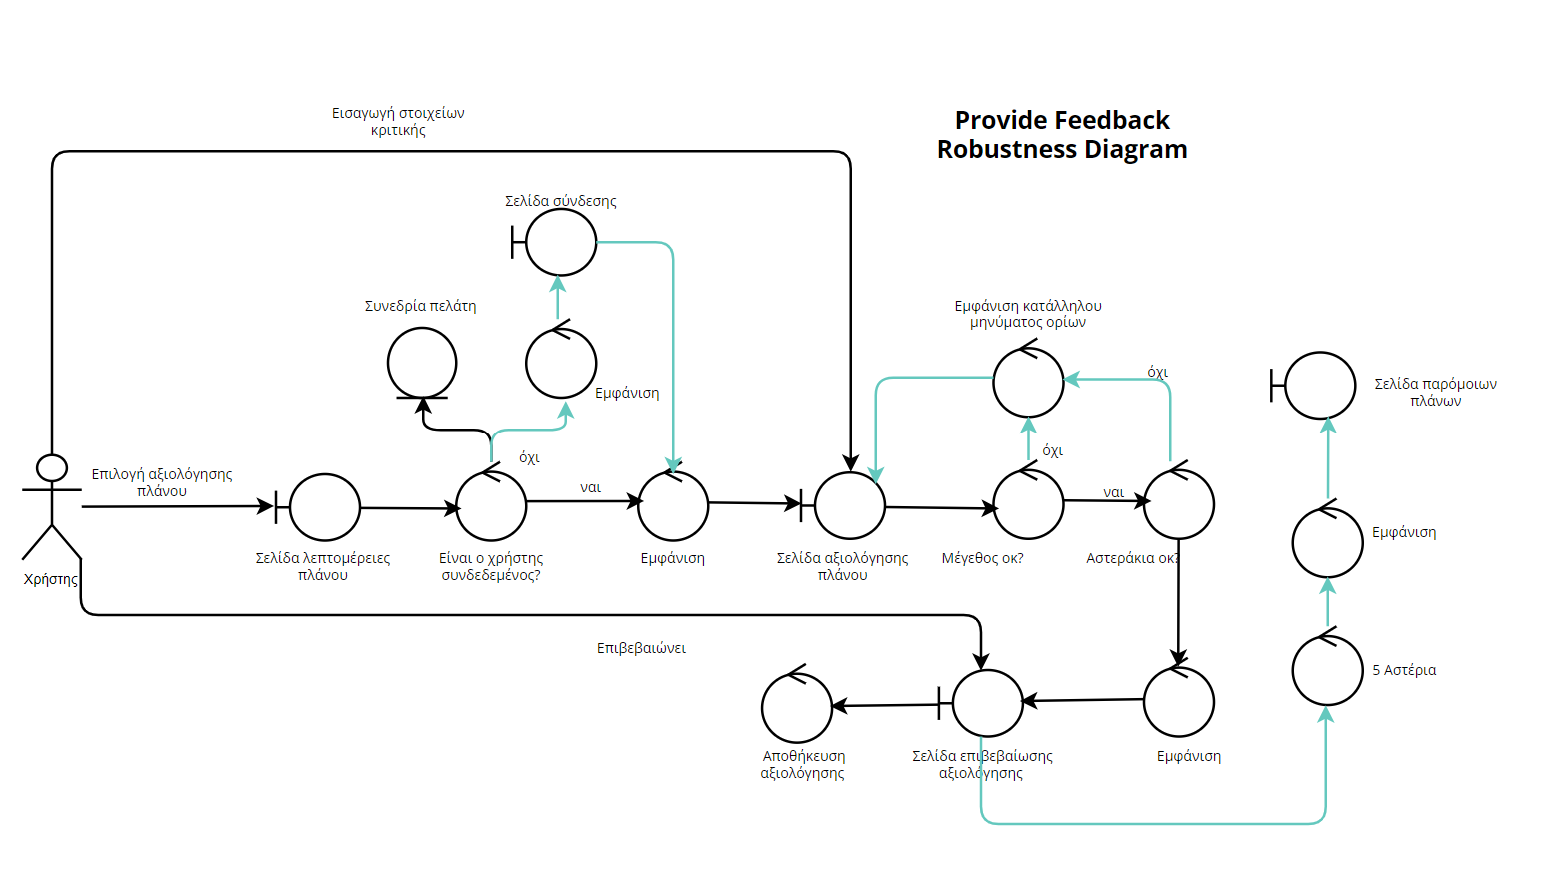 Provide Feedback
Robustness Diagram
Εισαγωγή στοιχείων
κριτικής
Σελίδα σύνδεσης
Συνεδρία πελάτη
Εμφάνιση
Εμφάνιση κατάλληλου
μηνύματος ορίων
όχι
Σελίδα παρόμοιων
πλάνων
Επιλογή αξιολόγησης
πλάνου
όχι
ναι
όχι
ναι
Χρήστης
Σελίδα λεπτομέρειες
πλάνου
Είναι ο χρήστης
συνδεδεμένος?
Εμφάνιση
Σελίδα αξιολόγησης
πλάνου
Μέγεθος οκ?
Αστεράκια οκ?
Εμφάνιση
Επιβεβαιώνει
5 Αστέρια
Αποθήκευση
αξιολόγησης
Σελίδα επιβεβαίωσης
αξιολόγησης
Εμφάνιση